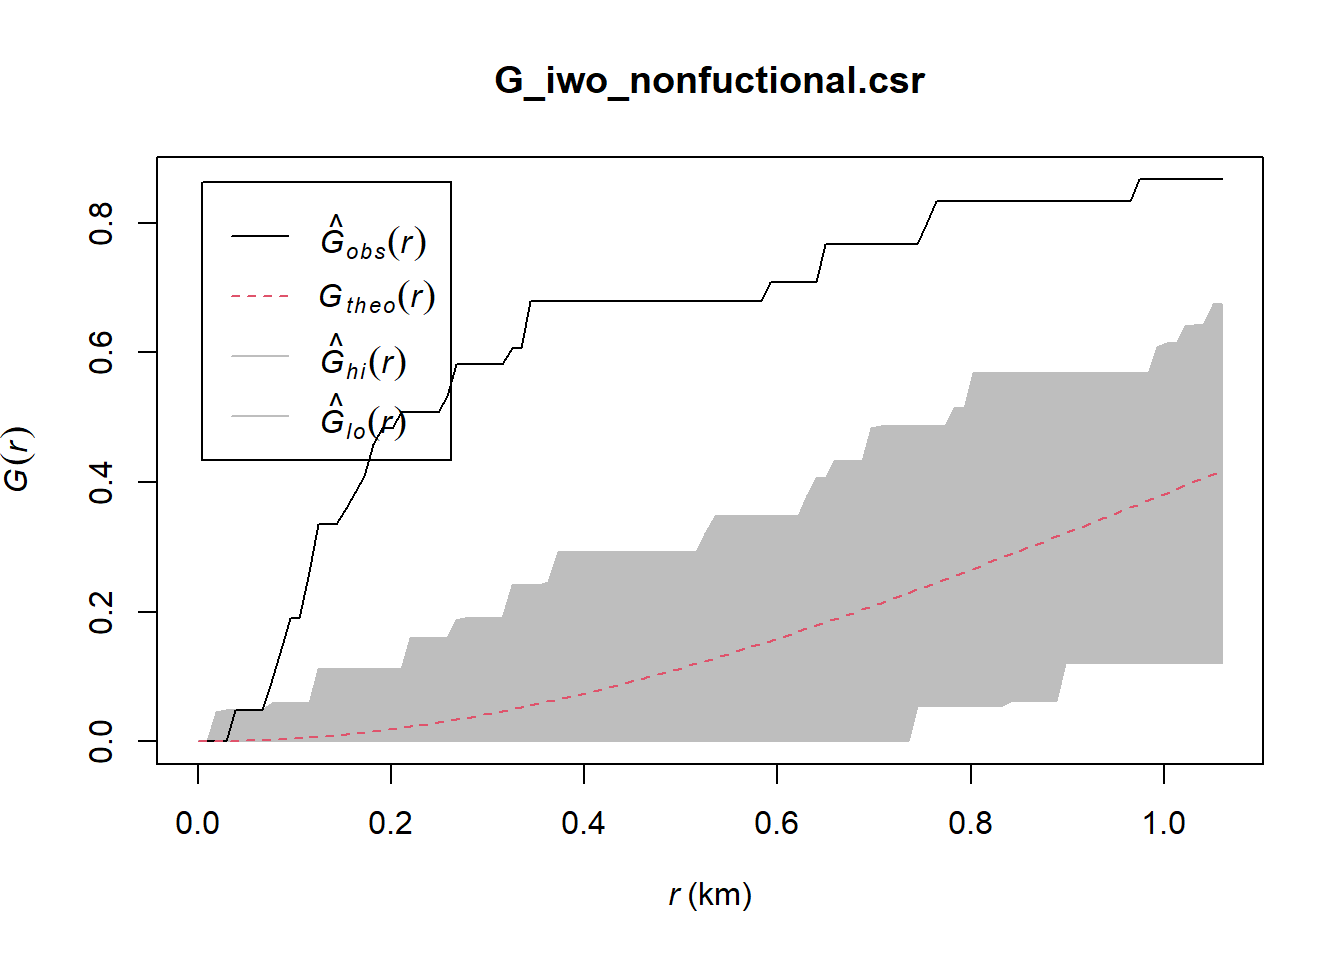 G_iwo_nonfuctional.csr
Ĝobs(r)
Gtheo(r)
Ĝhi(r)
Ĝlo(r)
G(r)
0.8
0.6
0.4
0.2
0.0
0.0 0.2 0.4 0.6 0.8 1.0
r (km)